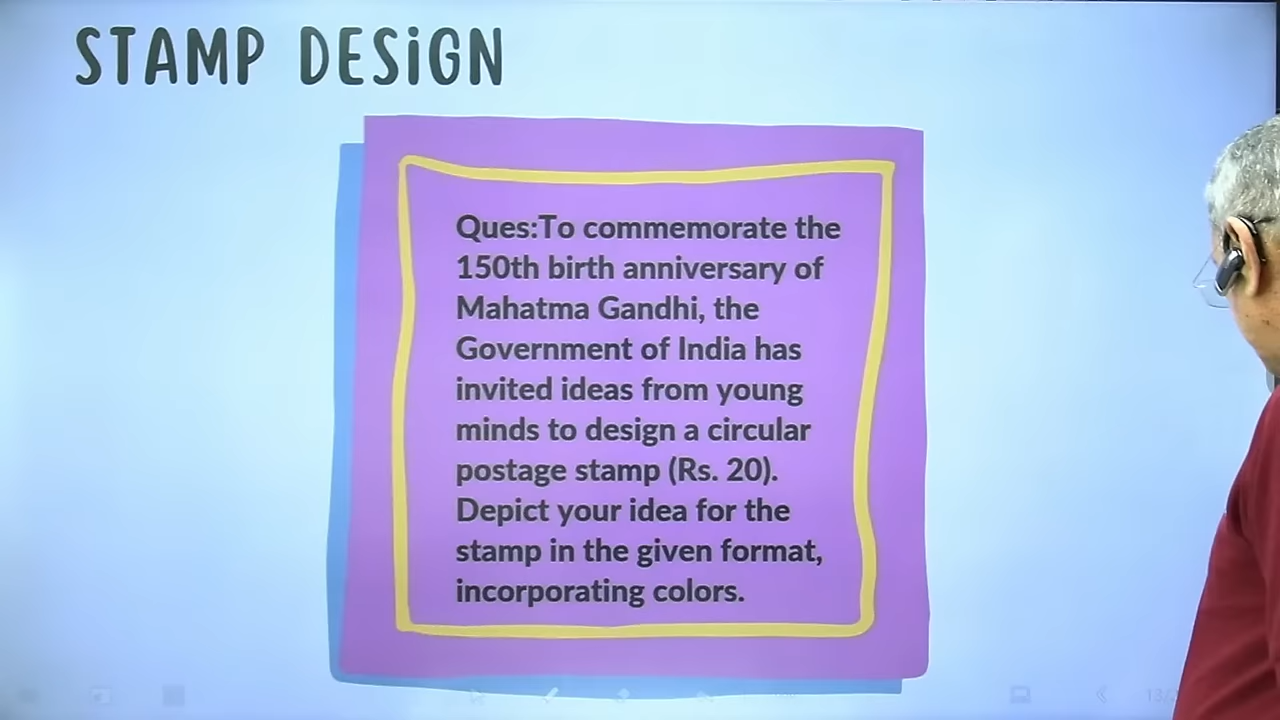 STAMP DESiGN
Ques:To commemorate the
150th birth anniversary of
Mahatma Gandhi, the
Government of India has
invited ideas from young
minds to design a circular
postage stamp (Rs. 20).
Depict your idea for the
stamp in the given format,
incorporating colors.